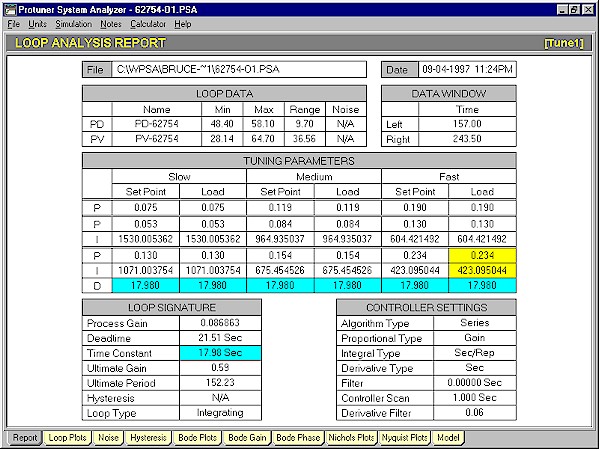 Protuner System Analyzer - 62754-01.PSA
File Units Simulation Notes Calculator Help
LOOP ANALYSIS REPORT [Tune1]
File C:\WPSA\BRUCE-~1\62754-01.PSA Date 09-04-1997 11:24PM
LOOP DATA DATA WINDOW
Name Min Max Range Noise Time
PD PD-62754 48.40 58.10 9.70 N/A Left 157.00
PV PV-62754 28.14 64.70 36.56 N/A Right 243.50
TUNING PARAMETERS
Slow Medium Fast
Set Point Load Set Point Load Set Point Load
P 0.075 0.075 0.119 0.119 0.190 0.190
P 0.053 0.053 0.084 0.084 0.130 0.130
I 1530.005362 1530.005362 964.935037 964.935037 604.421492 604.421492
P 0.130 0.130 0.154 0.154 0.234 0.234
I 1071.003754 1071.003754 675.454526 675.454526 423.095044 423.095044
D 17.980 17.980 17.980 17.980 17.980 17.980
LOOP SIGNATURE CONTROLLER SETTINGS
Process Gain 0.086863 Algorithm Type Series
Deadtime 21.51 Sec Proportional Type Gain
Time Constant 17.98 Sec Integral Type Sec/Rep
Ultimate Gain 0.59 Derivative Type Sec
Ultimate Period 152.23 Filter 0.00000 Sec
Hysteresis N/A Controller Scan 1.000 Sec
Loop Type Integrating Derivative Filter 0.06
Report Loop Plots Noise Hysteresis Bode Plots Bode Gain Bode Phase Nichols Plots Nyquist Plots Model